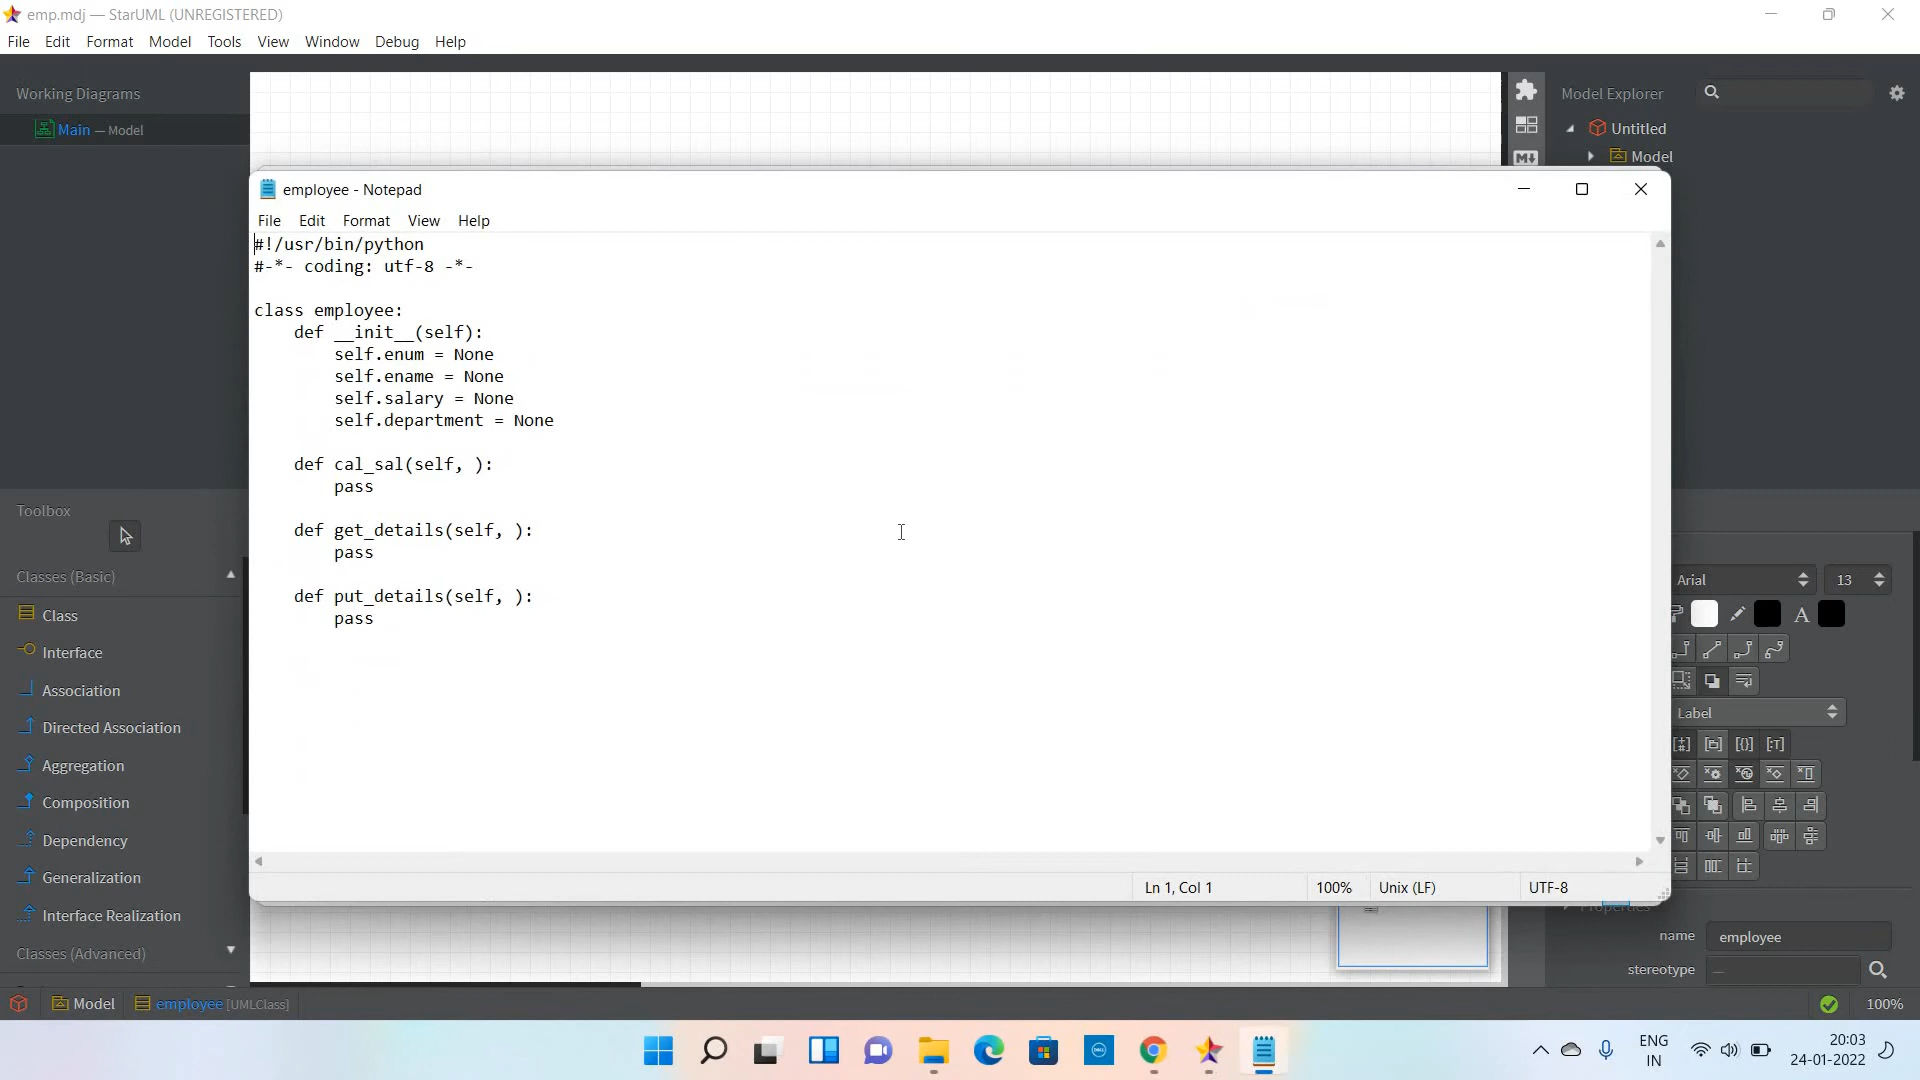 emp.mdj — StarUML (UNREGISTERED)
File Edit Format Model Tools View Window Debug Help
Working Diagrams
Main — Model
Model Explorer
Untitled
Model
employee - Notepad
File Edit Format View Help
#!/usr/bin/python
#-*- coding: utf-8 -*-
class employee:
def __init__(self):
self.enum = None
self.ename = None
self.salary = None
self.department = None
def cal_sal(self, ):
pass
def get_details(self, ):
pass
def put_details(self, ):
pass
Ln 1, Col 1 100% Unix (LF) UTF-8
Toolbox
Classes (Basic)
Class
Interface
Association
Directed Association
Aggregation
Composition
Dependency
Generalization
Interface Realization
Classes (Advanced)
Arial 13
Label
Properties
name employee
stereotype —
Model employee [UMLClass]
100%
ENG
IN
20:03
24-01-2022